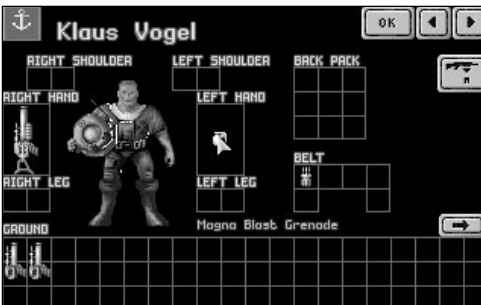 Klaus Vogel
OK
RIGHT SHOULDER LEFT SHOULDER BACK PACK
RIGHT HAND LEFT HAND
BELT
RIGHT LEG LEFT LEG
GROUND Magna Blast Grenade